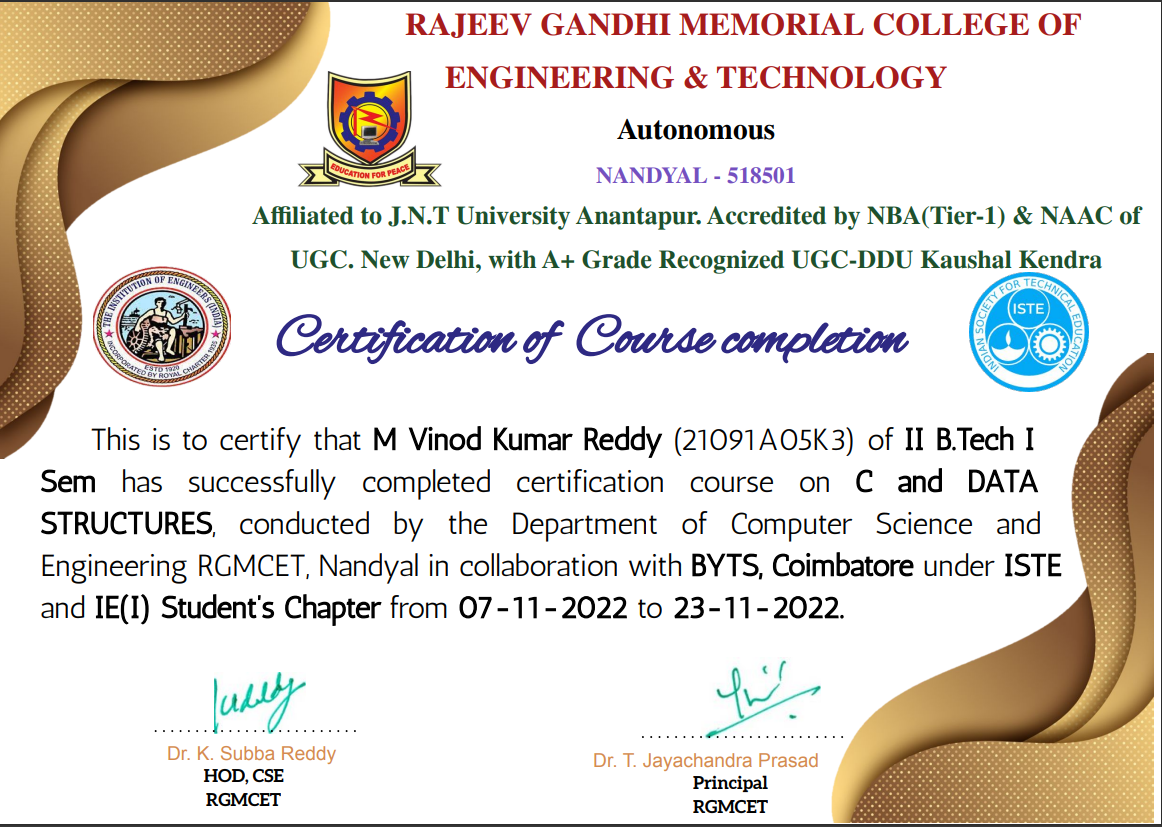 RAJEEV GANDHI MEMORIAL COLLEGE OF
ENGINEERING & TECHNOLOGY
Autonomous
EDUCATION FOR PEACE
NANDYAL - 518501
Affiliated to J.N.T University Anantapur. Accredited by NBA(Tier-1) & NAAC of
UGC. New Delhi, with A+ Grade Recognized UGC-DDU Kaushal Kendra
THE INSTITUTION OF ENGINEERS (INDIA)
ESTD 1920
INCORPORATED BY ROYAL CHARTER 1935
Certification of Course completion
INDIAN SOCIETY FOR TECHNICAL EDUCATION
ISTE
This is to certify that M Vinod Kumar Reddy (21091A05K3) of II B.Tech I
Sem has successfully completed certification course on C and DATA
STRUCTURES, conducted by the Department of Computer Science and
Engineering RGMCET, Nandyal in collaboration with BYTS, Coimbatore under ISTE
and IE(I) Student's Chapter from 07-11-2022 to 23-11-2022.
Dr. K. Subba Reddy
HOD, CSE
RGMCET
Dr. T. Jayachandra Prasad
Principal
RGMCET